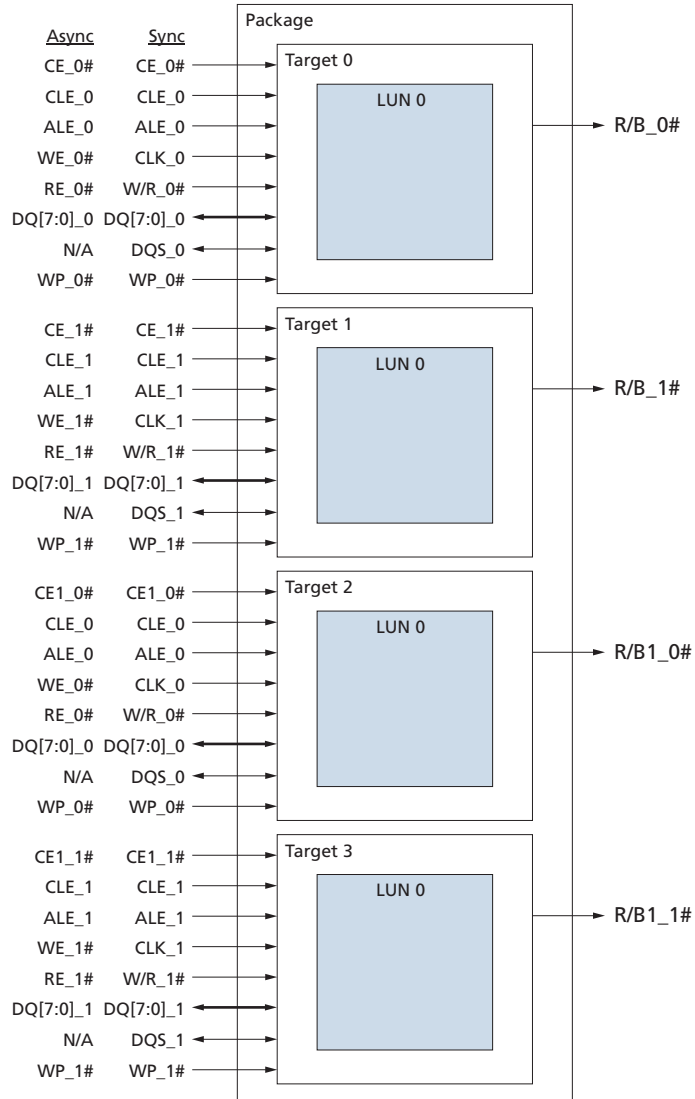 Package
Async Sync
CE_0# CE_0# Target 0
LUN 0
CLE_0 CLE_0
ALE_0 ALE_0 R/B_0#
WE_0# CLK_0
RE_0# W/R_0#
DQ[7:0]_0 DQ[7:0]_0
N/A DQS_0
WP_0# WP_0#
CE_1# CE_1# Target 1
LUN 0
CLE_1 CLE_1
ALE_1 ALE_1 R/B_1#
WE_1# CLK_1
RE_1# W/R_1#
DQ[7:0]_1 DQ[7:0]_1
N/A DQS_1
WP_1# WP_1#
CE1_0# CE1_0# Target 2
LUN 0
CLE_0 CLE_0
ALE_0 ALE_0 R/B1_0#
WE_0# CLK_0
RE_0# W/R_0#
DQ[7:0]_0 DQ[7:0]_0
N/A DQS_0
WP_0# WP_0#
CE1_1# CE1_1# Target 3
LUN 0
CLE_1 CLE_1
ALE_1 ALE_1 R/B1_1#
WE_1# CLK_1
RE_1# W/R_1#
DQ[7:0]_1 DQ[7:0]_1
N/A DQS_1
WP_1# WP_1#